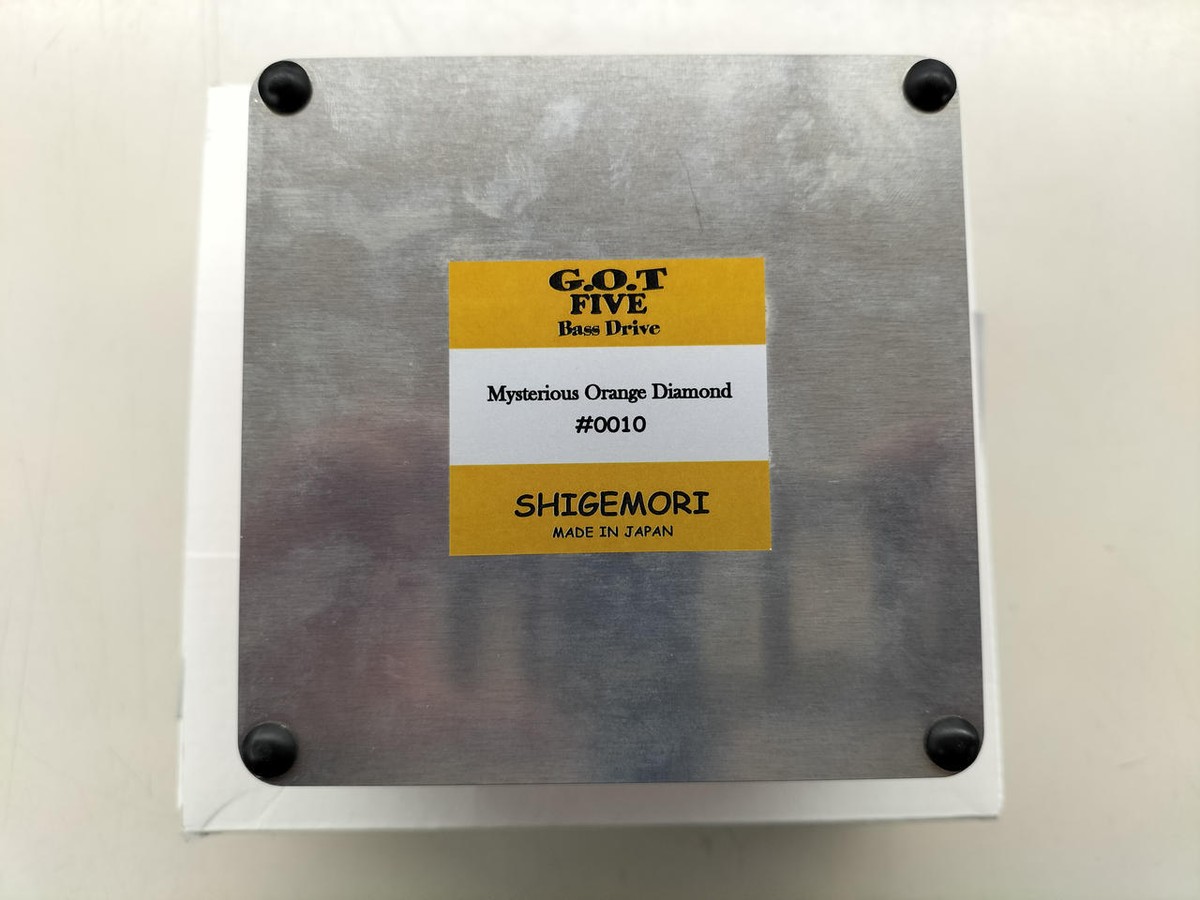 G.O.T
FIVE
Bass Drive
Mysterious Orange Diamond
#0010
SHIGEMORI
MADE IN JAPAN